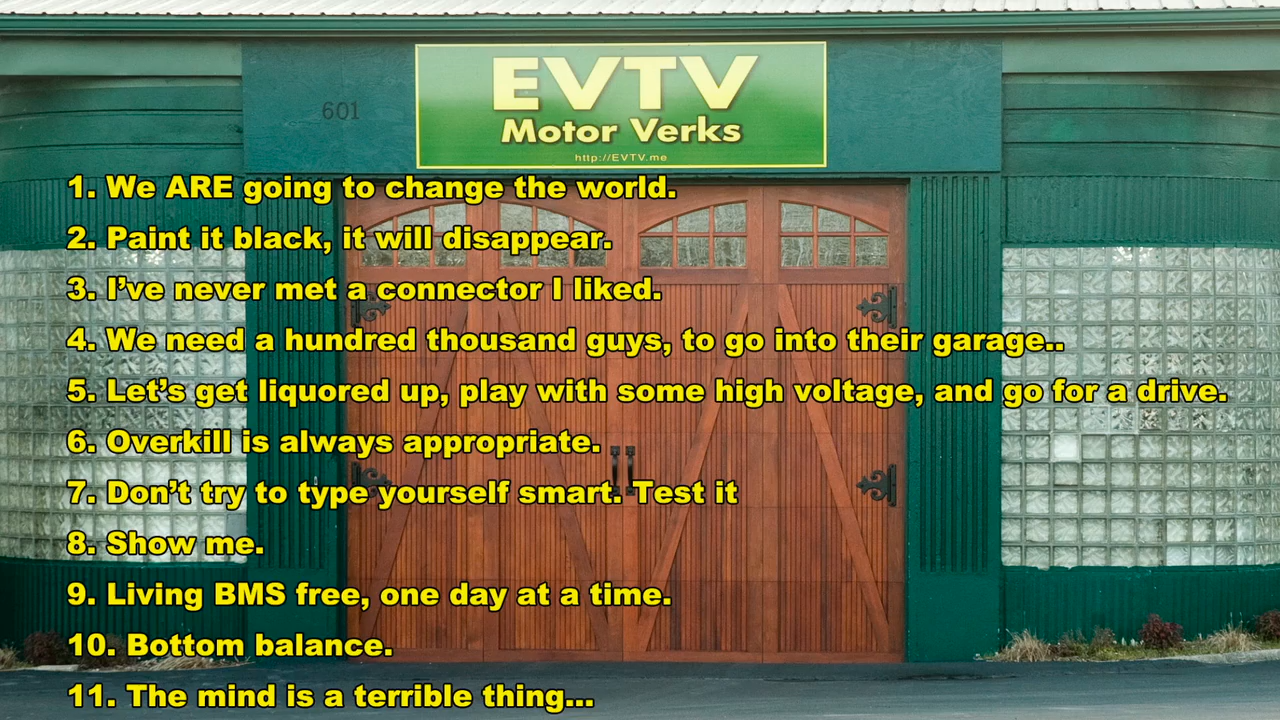 EVTV
601
Motor Verks
http://EVTV.me
1. We ARE going to change the world.
2. Paint it black, it will disappear.
3. I’ve never met a connector I liked.
4. We need a hundred thousand guys, to go into their garage..
5. Let’s get liquored up, play with some high voltage, and go for a drive.
6. Overkill is always appropriate.
7. Don’t try to type yourself smart. Test it
8. Show me.
9. Living BMS free, one day at a time.
10. Bottom balance.
11. The mind is a terrible thing...